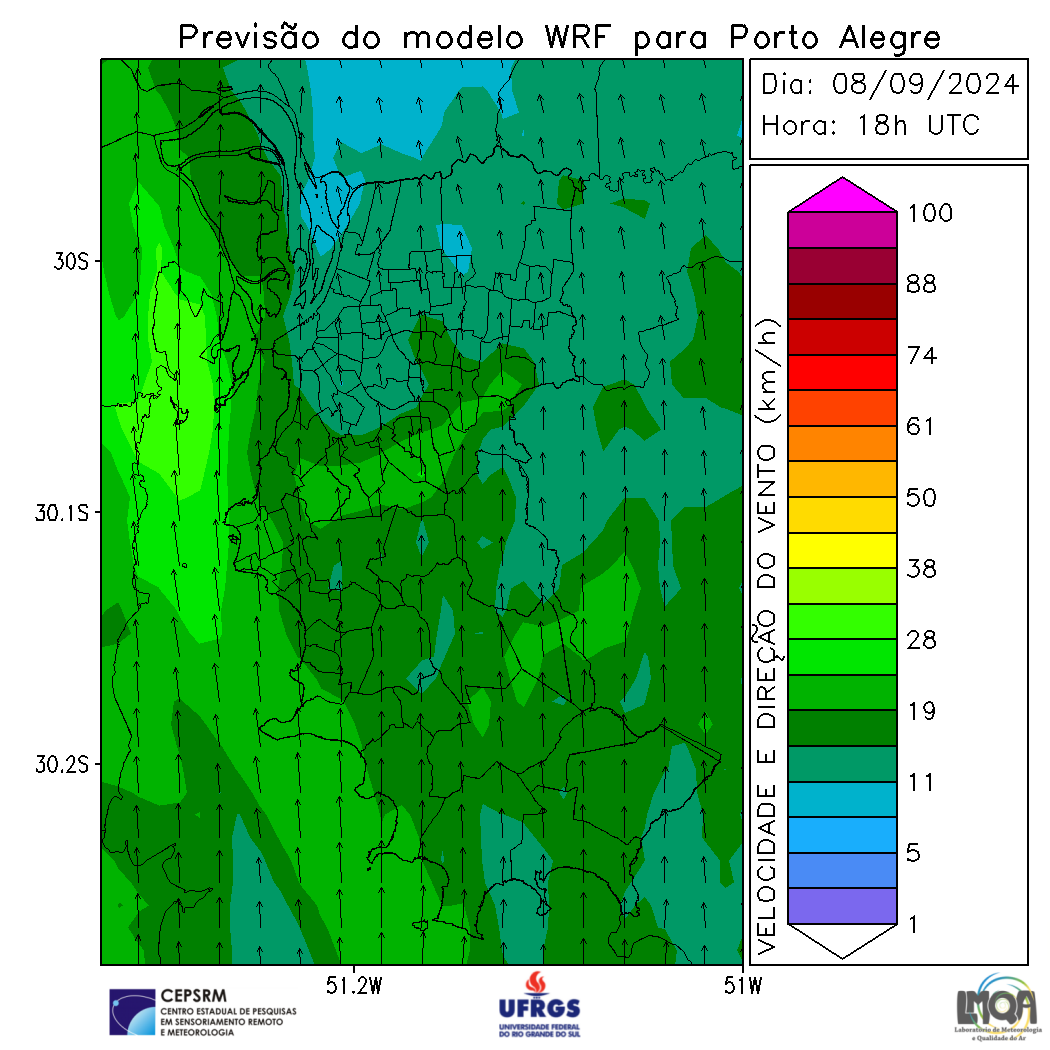 Previsão do modelo WRF para Porto Alegre
Dia: 08/09/2024
Hora: 18h UTC
30S
30.1S
30.2S
51.2W
51W
VELOCIDADE E DIREÇÃO DO VENTO (km/h)
100
88
74
61
50
38
28
19
11
5
1
CEPSRM
CENTRO ESTADUAL DE PESQUISAS
EM SENSORIAMENTO REMOTO
E METEOROLOGIA
UFRGS
UNIVERSIDADE FEDERAL
DO RIO GRANDE DO SUL
LMQA
Laboratório de Meteorologia
e Qualidade do Ar